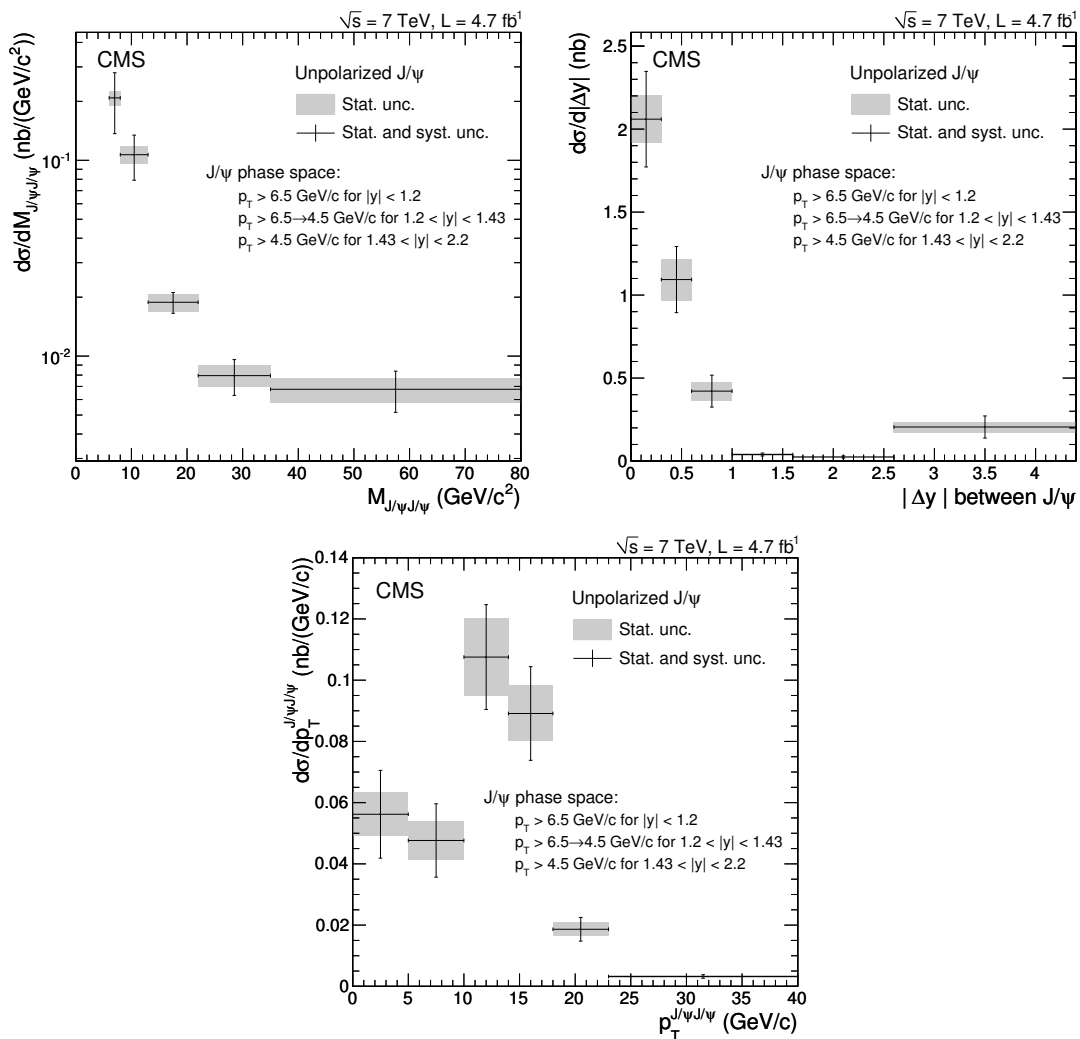 √s = 7 TeV, L = 4.7 fb⁻¹
CMS
Unpolarized J/ψ
Stat. unc.
Stat. and syst. unc.
J/ψ phase space:
p_T > 6.5 GeV/c for |y| < 1.2
p_T > 6.5→4.5 GeV/c for 1.2 < |y| < 1.43
p_T > 4.5 GeV/c for 1.43 < |y| < 2.2
dσ/dM_J/ψJ/ψ (nb/(GeV/c²))
10⁻¹
10⁻²
0 10 20 30 40 50 60 70 80
M_J/ψJ/ψ (GeV/c²)
√s = 7 TeV, L = 4.7 fb⁻¹
CMS
Unpolarized J/ψ
Stat. unc.
Stat. and syst. unc.
J/ψ phase space:
p_T > 6.5 GeV/c for |y| < 1.2
p_T > 6.5→4.5 GeV/c for 1.2 < |y| < 1.43
p_T > 4.5 GeV/c for 1.43 < |y| < 2.2
dσ/d|Δy| (nb)
2.5
2
1.5
1
0.5
0
0 0.5 1 1.5 2 2.5 3 3.5 4
|Δy| between J/ψ
√s = 7 TeV, L = 4.7 fb⁻¹
CMS
Unpolarized J/ψ
Stat. unc.
Stat. and syst. unc.
J/ψ phase space:
p_T > 6.5 GeV/c for |y| < 1.2
p_T > 6.5→4.5 GeV/c for 1.2 < |y| < 1.43
p_T > 4.5 GeV/c for 1.43 < |y| < 2.2
dσ/dp_T^J/ψJ/ψ (nb/(GeV/c))
0.14
0.12
0.1
0.08
0.06
0.04
0.02
0
0 5 10 15 20 25 30 35 40
p_T^J/ψJ/ψ (GeV/c)